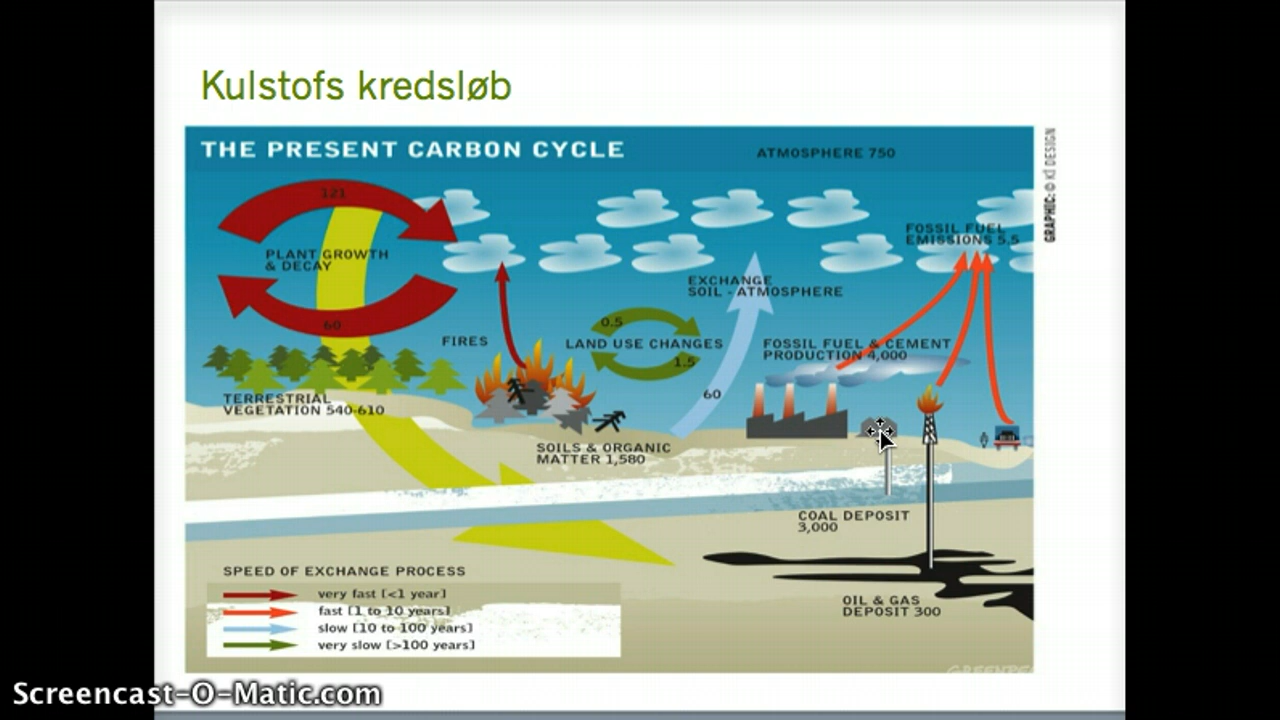 Kulstofs kredsløb
THE PRESENT CARBON CYCLE
ATMOSPHERE 750
GRAPHIC: © KJ DESIGN
121
PLANT GROWTH
& DECAY
60
FOSSIL FUEL
EMISSIONS 5.5
EXCHANGE
SOIL - ATMOSPHERE
FIRES
0.5
LAND USE CHANGES
1.5
FOSSIL FUEL & CEMENT
PRODUCTION 4,000
60
TERRESTRIAL
VEGETATION 540-610
SOILS & ORGANIC
MATTER 1,580
COAL DEPOSIT
3,000
OIL & GAS
DEPOSIT 300
SPEED OF EXCHANGE PROCESS
very fast [<1 year]
fast [1 to 10 years]
slow [10 to 100 years]
very slow [>100 years]
Screencast-O-Matic.com